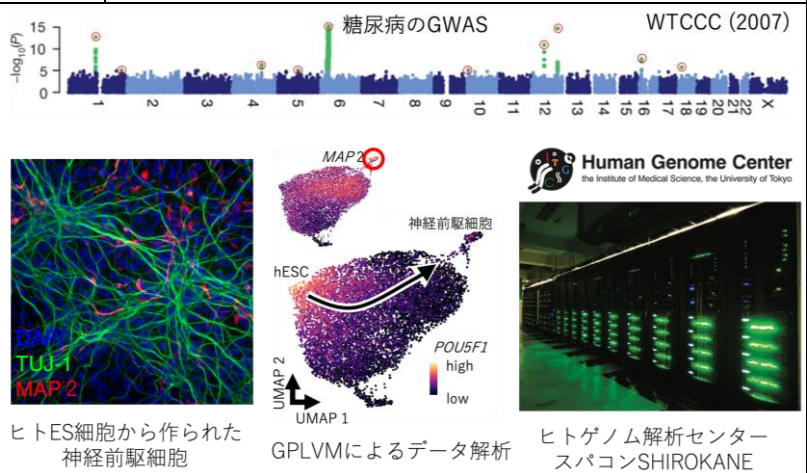 糖尿病のGWAS
WTCCC (2007)
−log10(P)
15
10
5
0
1
2
3
4
5
6
7
8
9
10
11
12
13
14
15
16
17
18
19
20
21
22
X
DAPI
TUJ-1
MAP 2
ヒトES細胞から作られた
神経前駆細胞
MAP 2
神経前駆細胞
hESC
POU5F1
high
low
UMAP 2
UMAP 1
GPLVMによるデータ解析
Human Genome Center
the Institute of Medical Science, the University of Tokyo
ヒトゲノム解析センター
スパコンSHIROKANE